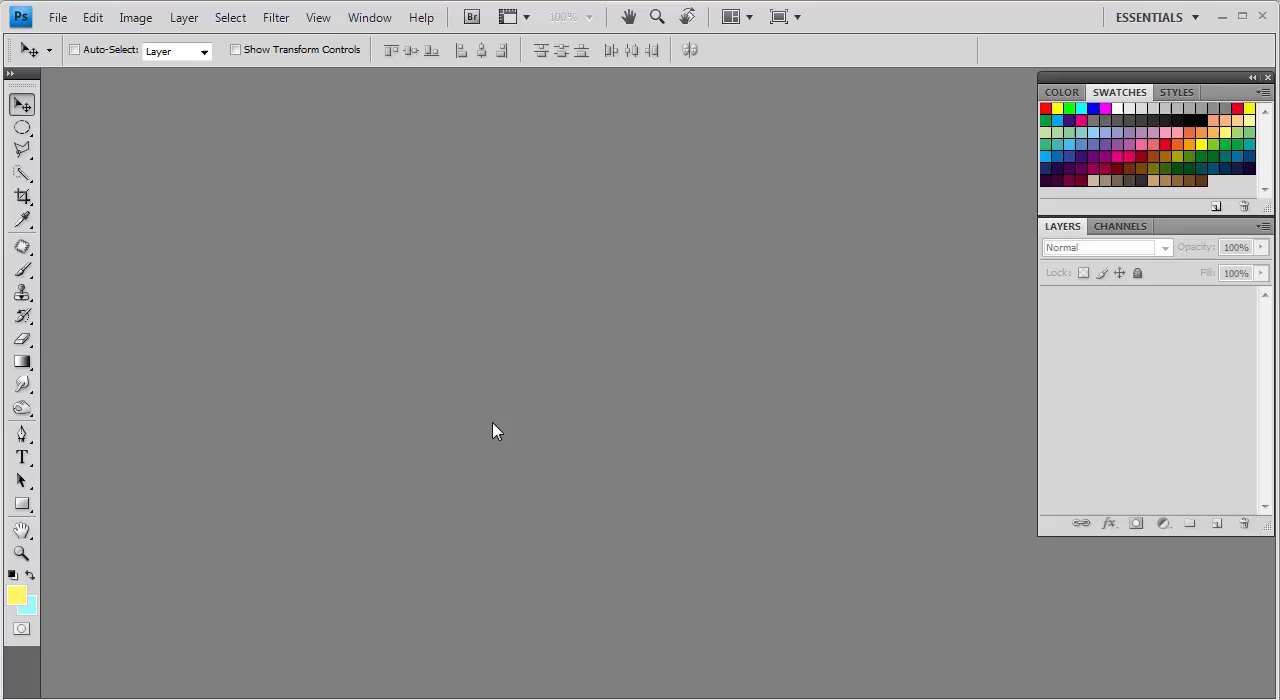 Ps File Edit Image Layer Select Filter View Window Help Br 100% ESSENTIALS
Auto-Select: Layer Show Transform Controls
COLOR SWATCHES STYLES
LAYERS CHANNELS
Normal Opacity: 100%
Lock: Fill: 100%
fx
T